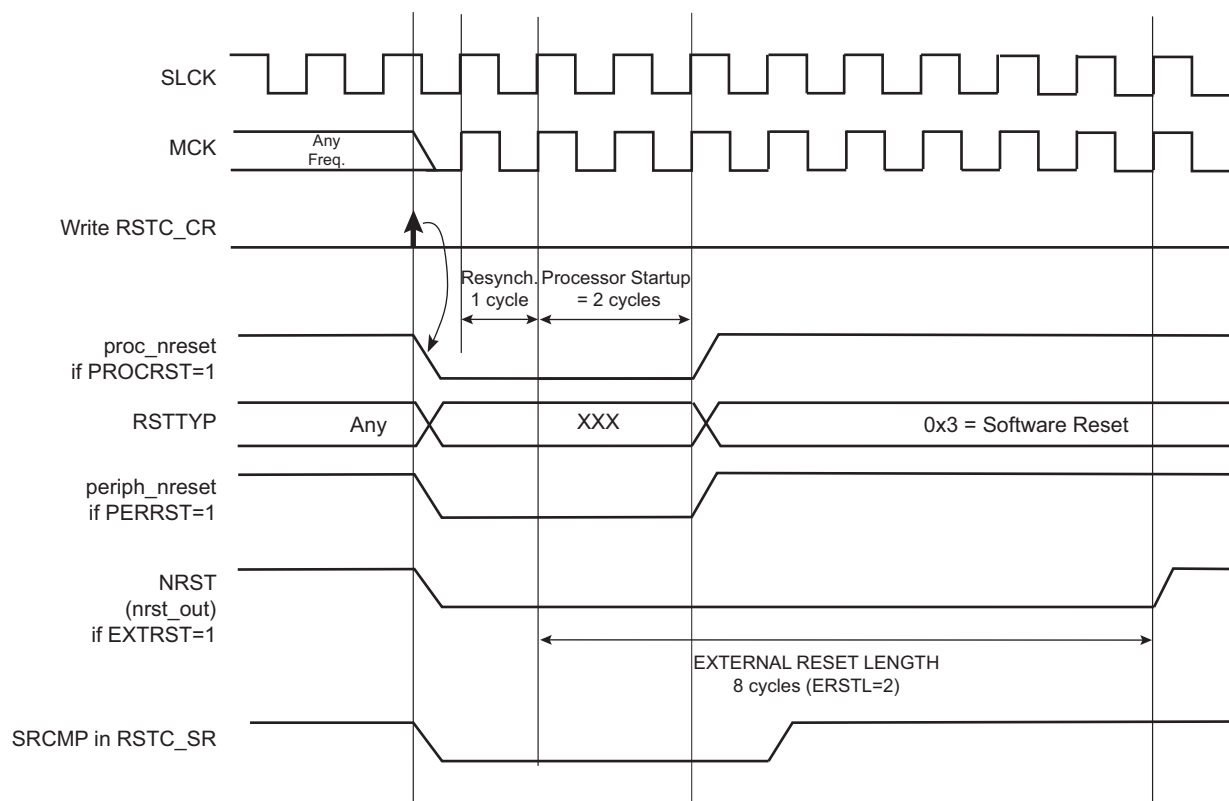 SLCK
MCK
Any
Freq.
Write RSTC_CR
Resynch.
1 cycle
Processor Startup
= 2 cycles
proc_nreset
if PROCRST=1
RSTTYP
Any
XXX
0x3 = Software Reset
periph_nreset
if PERRST=1
NRST
(nrst_out)
if EXTRST=1
EXTERNAL RESET LENGTH
8 cycles (ERSTL=2)
SRCMP in RSTC_SR